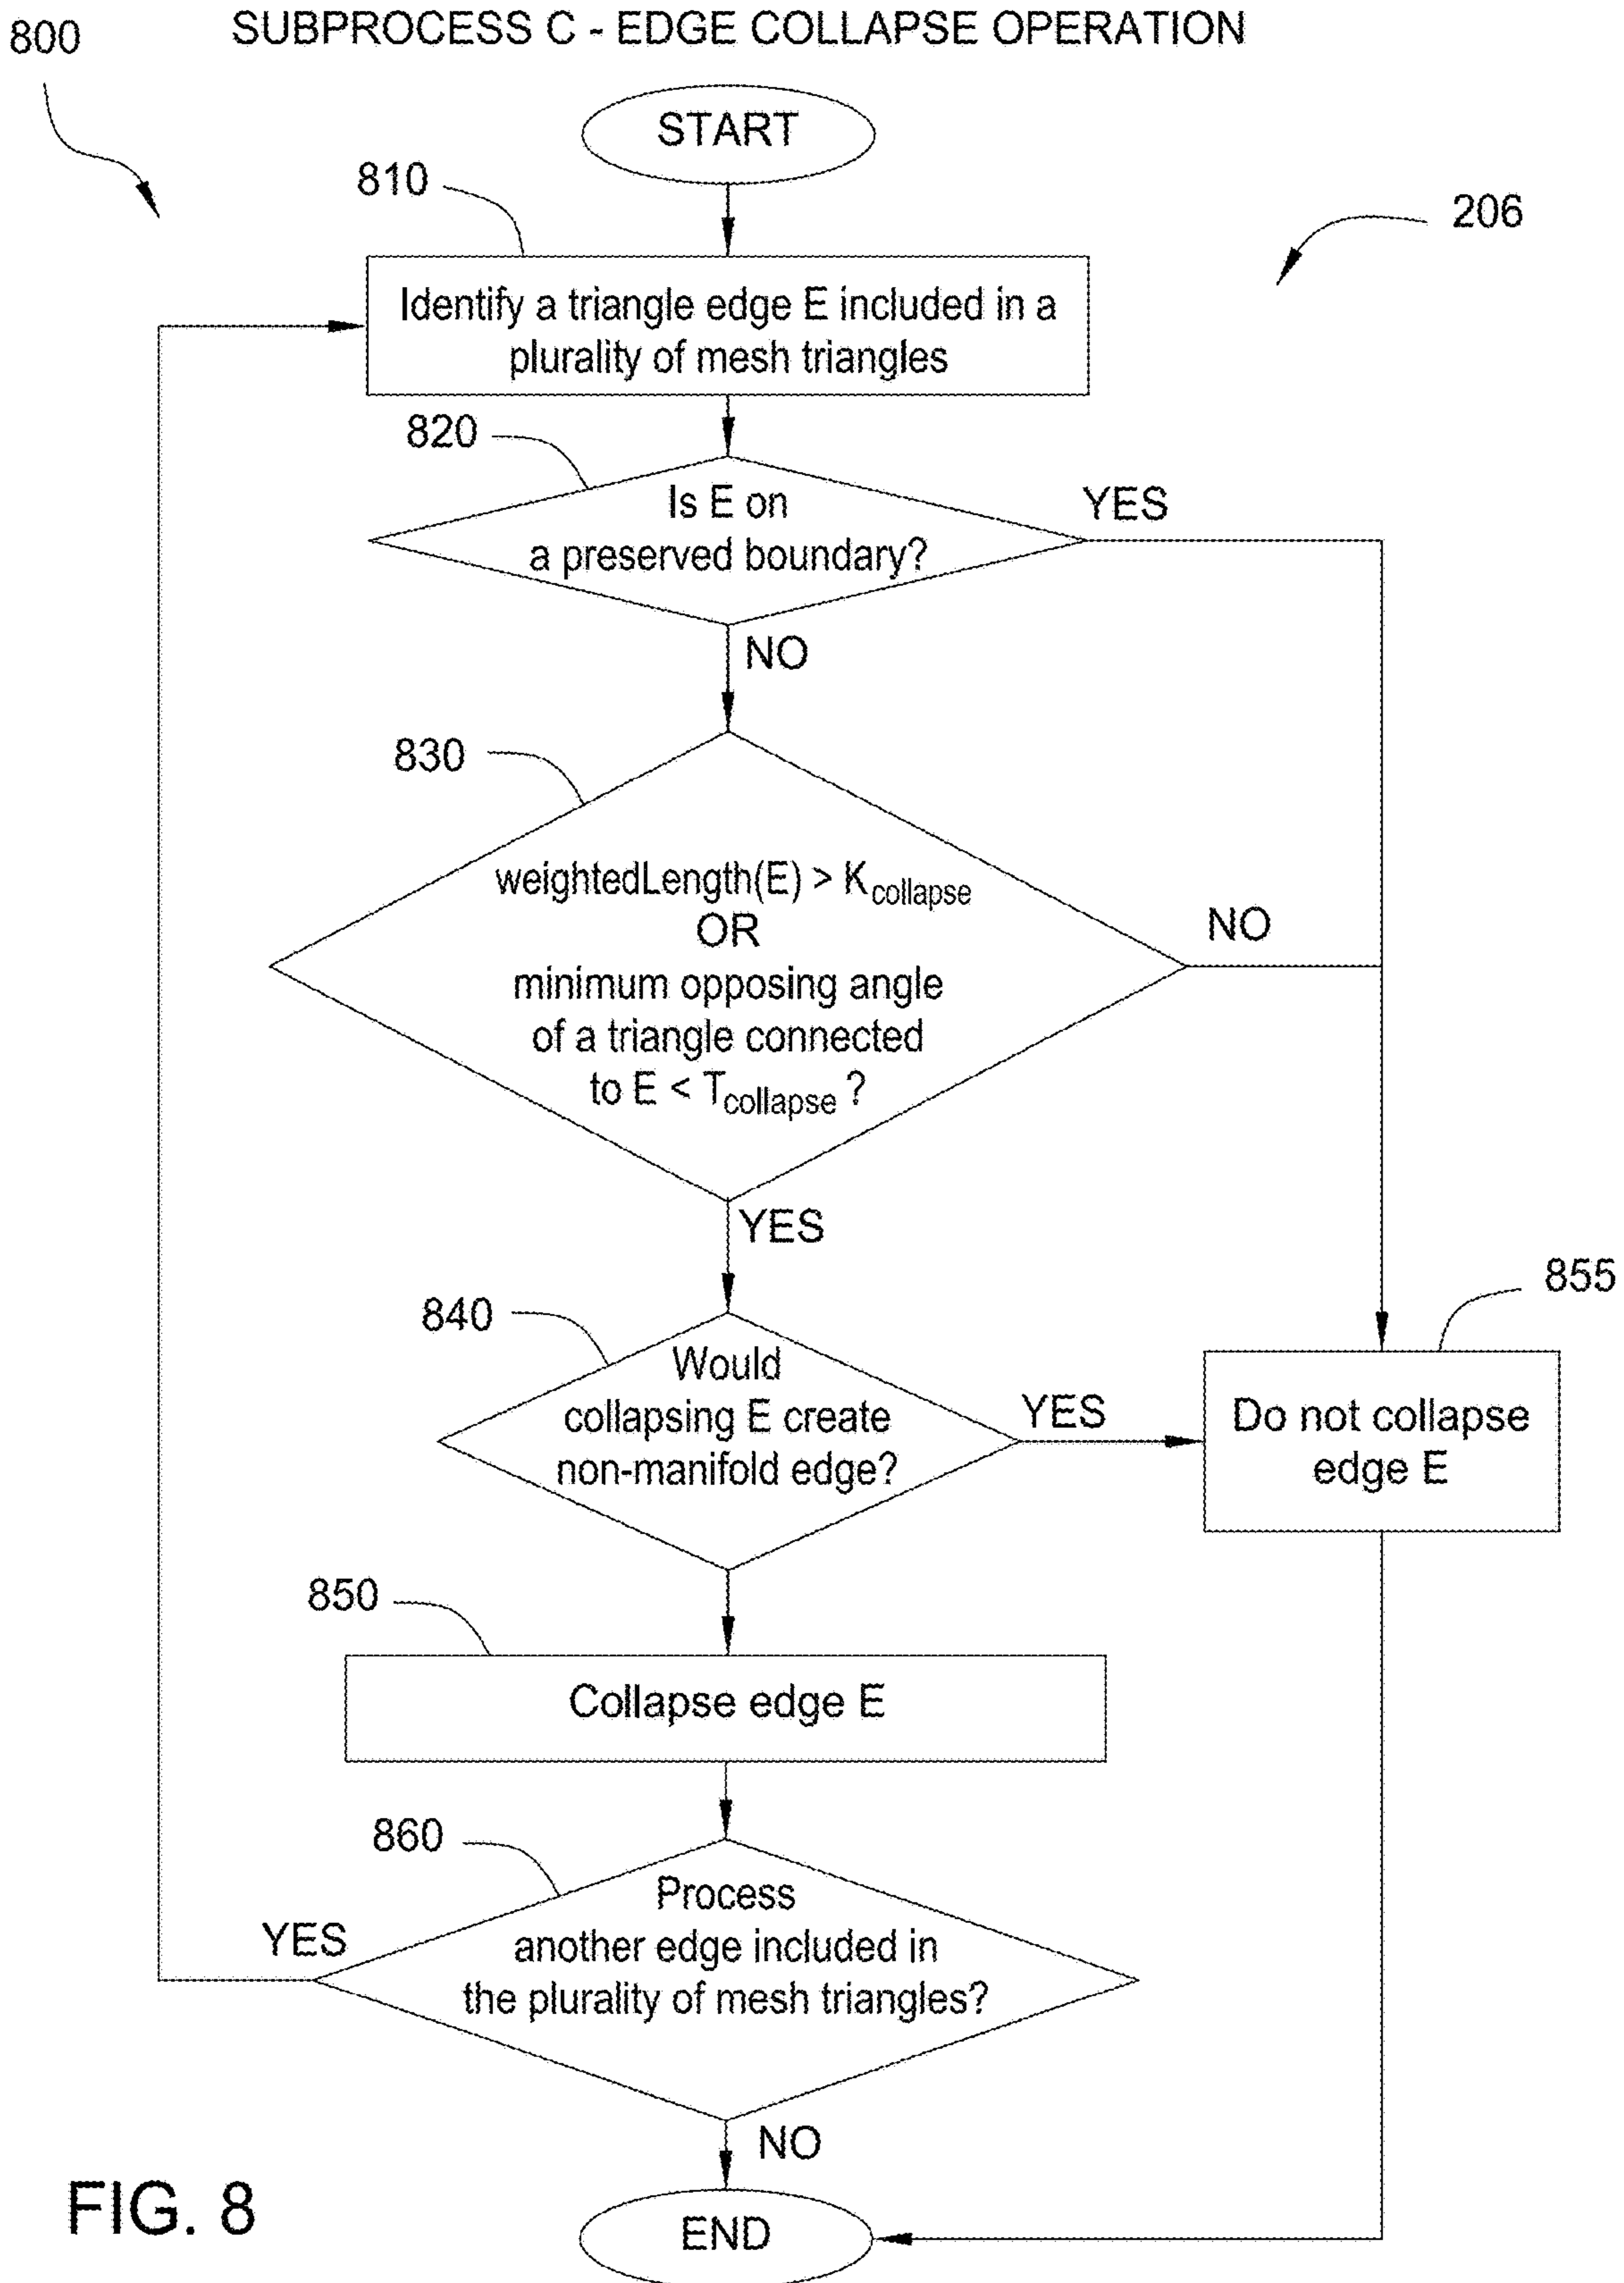 800
SUBPROCESS C - EDGE COLLAPSE OPERATION
START
810
206
Identify a triangle edge E included in a
plurality of mesh triangles
820
Is E on
a preserved boundary?
YES
NO
830
weightedLength(E) > Kcollapse
OR
minimum opposing angle
of a triangle connected
to E < Tcollapse ?
NO
YES
855
840
Would
collapsing E create
non-manifold edge?
YES
Do not collapse
edge E
850
Collapse edge E
860
Process
another edge included in
the plurality of mesh triangles?
YES
NO
FIG. 8
END